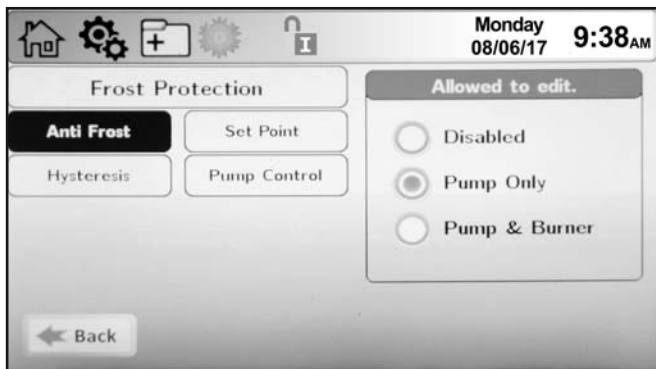 Monday
08/06/17
9:38AM
Frost Protection
Allowed to edit.
Anti Frost
Set Point
Hysteresis
Pump Control
Disabled
Pump Only
Pump & Burner
Back